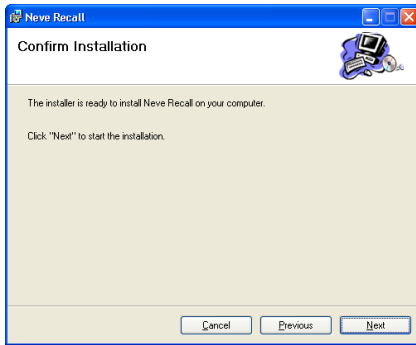 Neve Recall
Confirm Installation
The installer is ready to install Neve Recall on your computer.
Click "Next" to start the installation.
Cancel
Previous
Next